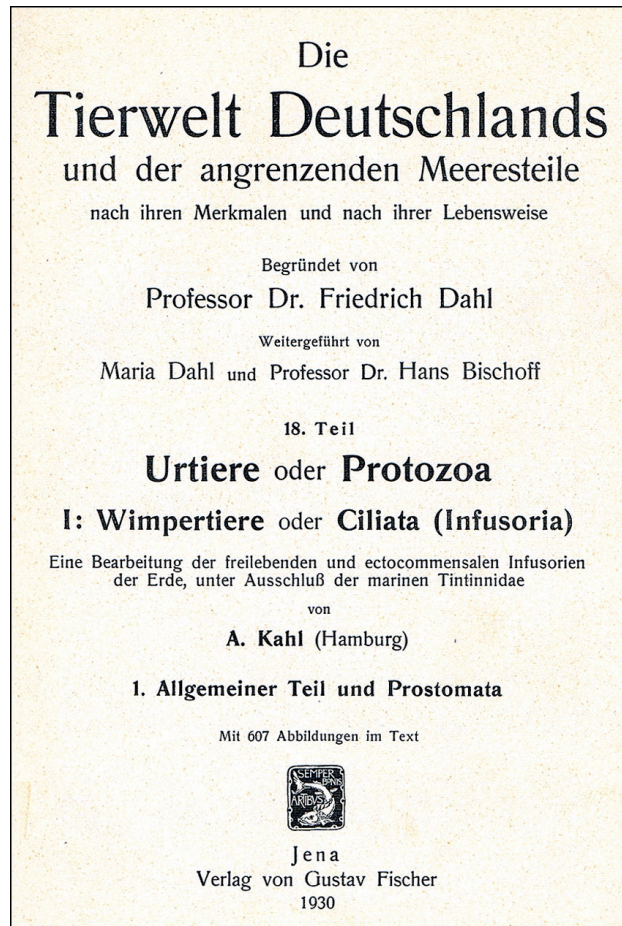 Die
Tierwelt Deutschlands
und der angrenzenden Meeresteile
nach ihren Merkmalen und nach ihrer Lebensweise
Begründet von
Professor Dr. Friedrich Dahl
Weitergeführt von
Maria Dahl und Professor Dr. Hans Bischoff
18. Teil
Urtiere oder Protozoa
I: Wimpertiere oder Ciliata (Infusoria)
Eine Bearbeitung der freilebenden und ectocommensalen Infusorien
der Erde, unter Ausschluß der marinen Tintinnidae
von
A. Kahl (Hamburg)
1. Allgemeiner Teil und Prostomata
Mit 607 Abbildungen im Text
SEMPER
BONIS
ARTIBVS
Jena
Verlag von Gustav Fischer
1930